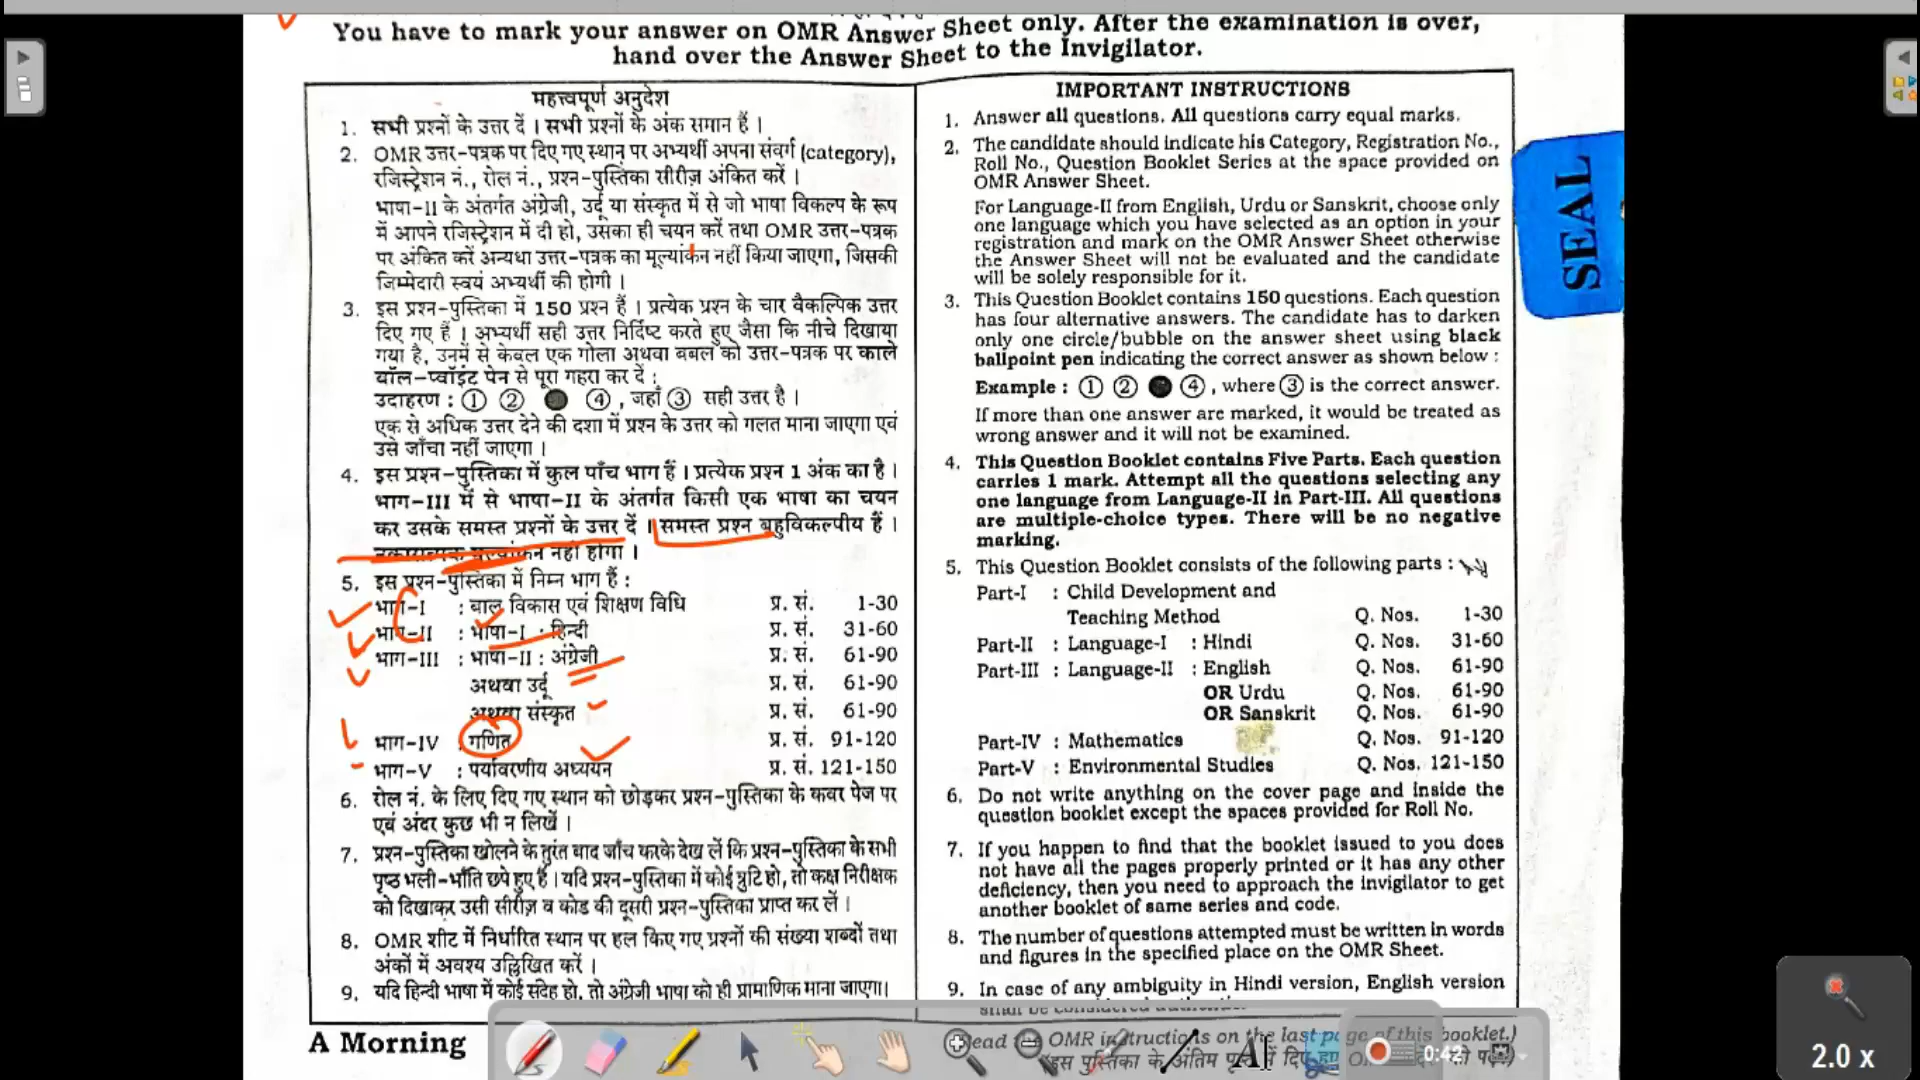 You have to mark your answer on OMR Answer Sheet only. After the examination is over,
hand over the Answer Sheet to the Invigilator.
महत्त्वपूर्ण अनुदेश
1. सभी प्रश्नों के उत्तर दें । सभी प्रश्नों के अंक समान हैं ।
2. OMR उत्तर-पत्रक पर दिए गए स्थान पर अभ्यर्थी अपना संवर्ग (category),
रजिस्ट्रेशन नं., रोल नं., प्रश्न-पुस्तिका सीरीज़ अंकित करें ।
भाषा-II के अंतर्गत अंग्रेजी, उर्दू या संस्कृत में से जो भाषा विकल्प के रूप
में आपने रजिस्ट्रेशन में दी हो, उसका ही चयन करें तथा OMR उत्तर-पत्रक
पर अंकित करें अन्यथा उत्तर-पत्रक का मूल्यांकन नहीं किया जाएगा, जिसकी
जिम्मेदारी स्वयं अभ्यर्थी की होगी ।
3. इस प्रश्न-पुस्तिका में 150 प्रश्न हैं । प्रत्येक प्रश्न के चार वैकल्पिक उत्तर
दिए गए हैं । अभ्यर्थी सही उत्तर निर्दिष्ट करते हुए जैसा कि नीचे दिखाया
गया है, उनमें से केवल एक गोला अथवा बबल को उत्तर-पत्रक पर काले
बॉल-प्वॉइंट पेन से पूरा गहरा कर दें :
उदाहरण : ① ② ● ④ , जहाँ ③ सही उत्तर है ।
एक से अधिक उत्तर देने की दशा में प्रश्न के उत्तर को गलत माना जाएगा एवं
उसे जाँचा नहीं जाएगा ।
4. इस प्रश्न-पुस्तिका में कुल पाँच भाग हैं । प्रत्येक प्रश्न 1 अंक का है ।
भाग-III में से भाषा-II के अंतर्गत किसी एक भाषा का चयन
कर उसके समस्त प्रश्नों के उत्तर दें । समस्त प्रश्न बहुविकल्पीय हैं ।
नकारात्मक मूल्यांकन नहीं होगा ।
5. इस प्रश्न-पुस्तिका में निम्न भाग हैं :
भाग-I : बाल विकास एवं शिक्षण विधि प्र. सं. 1-30
भाग-II : भाषा-I : हिन्दी प्र. सं. 31-60
भाग-III : भाषा-II : अंग्रेजी प्र. सं. 61-90
अथवा उर्दू प्र. सं. 61-90
अथवा संस्कृत प्र. सं. 61-90
भाग-IV : गणित प्र. सं. 91-120
भाग-V : पर्यावरणीय अध्ययन प्र. सं. 121-150
6. रोल नं. के लिए दिए गए स्थान को छोड़कर प्रश्न-पुस्तिका के कवर पेज पर
एवं अंदर कुछ भी न लिखें ।
7. प्रश्न-पुस्तिका खोलने के तुरंत बाद जाँच करके देख लें कि प्रश्न-पुस्तिका के सभी
पृष्ठ भली-भाँति छपे हुए हैं । यदि प्रश्न-पुस्तिका में कोई त्रुटि हो, तो कक्ष निरीक्षक
को दिखाकर उसी सीरीज़ व कोड की दूसरी प्रश्न-पुस्तिका प्राप्त कर लें ।
8. OMR शीट में निर्धारित स्थान पर हल किए गए प्रश्नों की संख्या शब्दों तथा
अंकों में अवश्य उल्लिखित करें ।
9. यदि हिन्दी भाषा में कोई संदेह हो, तो अंग्रेजी भाषा को ही प्रामाणिक माना जाएगा।
IMPORTANT INSTRUCTIONS
1. Answer all questions. All questions carry equal marks.
2. The candidate should indicate his Category, Registration No.,
Roll No., Question Booklet Series at the space provided on
OMR Answer Sheet.
For Language-II from English, Urdu or Sanskrit, choose only
one language which you have selected as an option in your
registration and mark on the OMR Answer Sheet otherwise
the Answer Sheet will not be evaluated and the candidate
will be solely responsible for it.
3. This Question Booklet contains 150 questions. Each question
has four alternative answers. The candidate has to darken
only one circle/bubble on the answer sheet using black
ballpoint pen indicating the correct answer as shown below :
Example : ① ② ● ④ , where ③ is the correct answer.
If more than one answer are marked, it would be treated as
wrong answer and it will not be examined.
4. This Question Booklet contains Five Parts. Each question
carries 1 mark. Attempt all the questions selecting any
one language from Language-II in Part-III. All questions
are multiple-choice types. There will be no negative
marking.
5. This Question Booklet consists of the following parts :
Part-I : Child Development and
Teaching Method Q. Nos. 1-30
Part-II : Language-I : Hindi Q. Nos. 31-60
Part-III : Language-II : English Q. Nos. 61-90
OR Urdu Q. Nos. 61-90
OR Sanskrit Q. Nos. 61-90
Part-IV : Mathematics Q. Nos. 91-120
Part-V : Environmental Studies Q. Nos. 121-150
6. Do not write anything on the cover page and inside the
question booklet except the spaces provided for Roll No.
7. If you happen to find that the booklet issued to you does
not have all the pages properly printed or it has any other
deficiency, then you need to approach the invigilator to get
another booklet of same series and code.
8. The number of questions attempted must be written in words
and figures in the specified place on the OMR Sheet.
9. In case of any ambiguity in Hindi version, English version
SEAL
A Morning
OMR instructions on the last page of this booklet.)
0:42
2.0 x